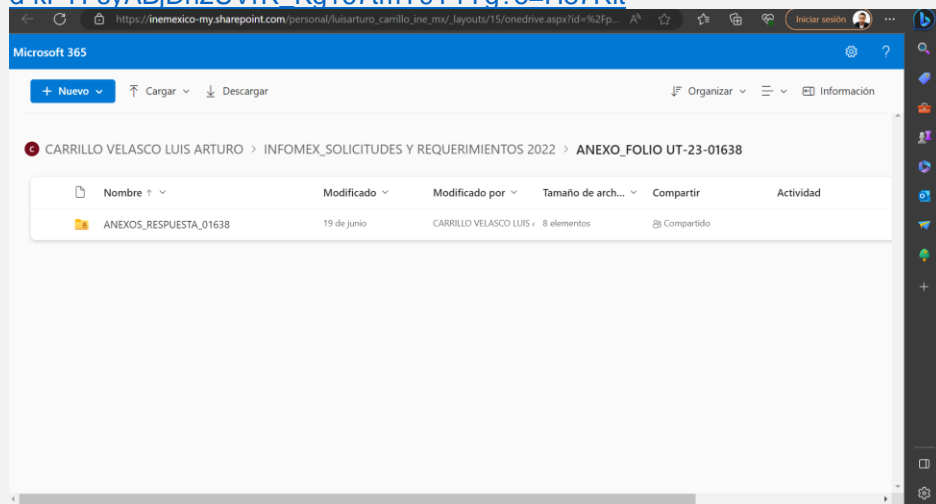 https://inemexico-my.sharepoint.com/personal/luisarturo_carrillo_ine_mx/_layouts/15/onedrive.aspx?id=%2Fp... Iniciar sesión
Microsoft 365
+ Nuevo Cargar Descargar Organizar Información
C CARRILLO VELASCO LUIS ARTURO > INFOMEX_SOLICITUDES Y REQUERIMIENTOS 2022 > ANEXO_FOLIO UT-23-01638
Nombre Modificado Modificado por Tamaño de arch... Compartir Actividad
ANEXOS_RESPUESTA_01638 19 de junio CARRILLO VELASCO LUIS 8 elementos Compartido